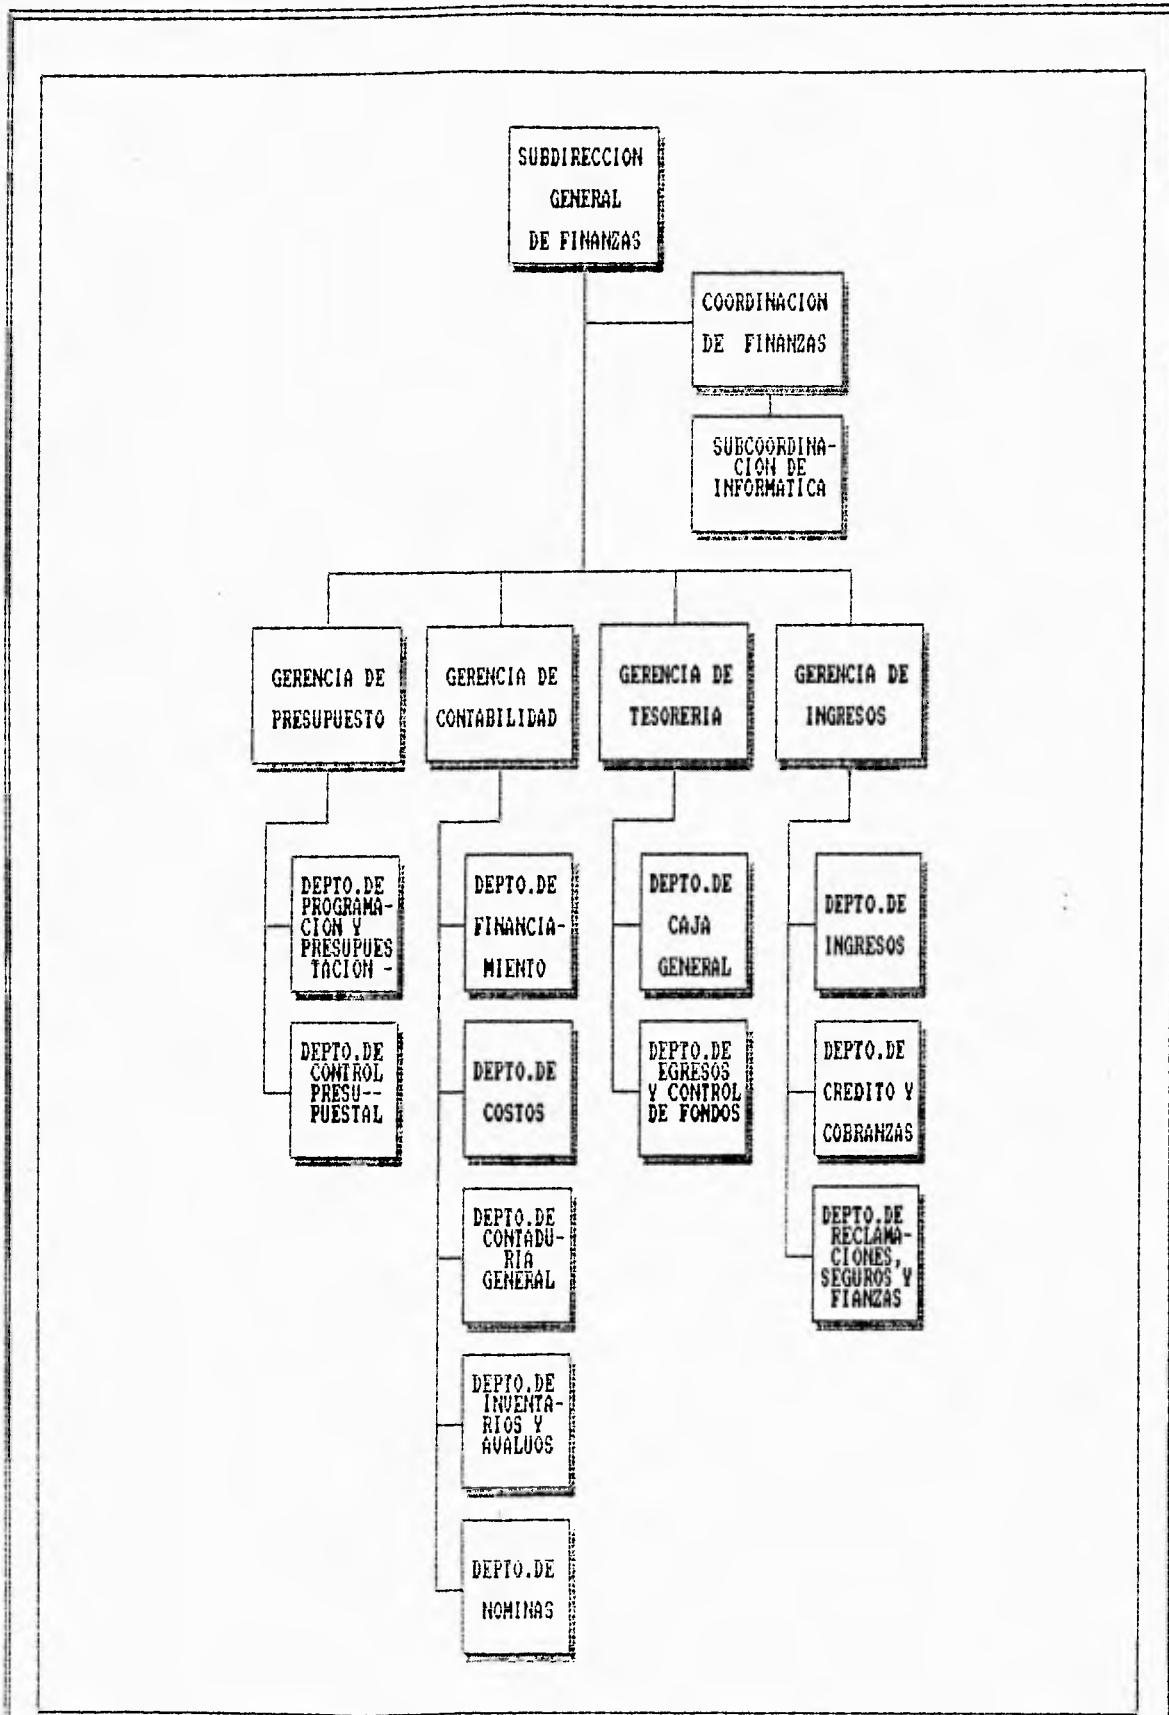 SUBDIRECCION
GENERAL
DE FINANZAS
COORDINACION
DE FINANZAS
SUBCOORDINA-
CION DE
INFORMATICA
GERENCIA DE
PRESUPUESTO
GERENCIA DE
CONTABILIDAD
GERENCIA DE
TESORERIA
GERENCIA DE
INGRESOS
DEPTO.DE
PROGRAMA-
CION Y
PRESUPUES
TACION -
DEPTO.DE
CONTROL
PRESU--
PUESTAL
DEPTO.DE
FINANCIA-
MIENTO
DEPTO.DE
COSTOS
DEPTO.DE
CONTADU-
RIA
GENERAL
DEPTO.DE
INVENTA-
RIOS Y
AVALUOS
DEPTO.DE
NOMINAS
DEPTO.DE
CAJA
GENERAL
DEPTO.DE
EGRESOS
Y CONTROL
DE FONDOS
DEPTO.DE
INGRESOS
DEPTO.DE
CREDITO Y
COBRANZAS
DEPTO.DE
RECLAMA-
CIONES,
SEGUROS Y
FIANZAS